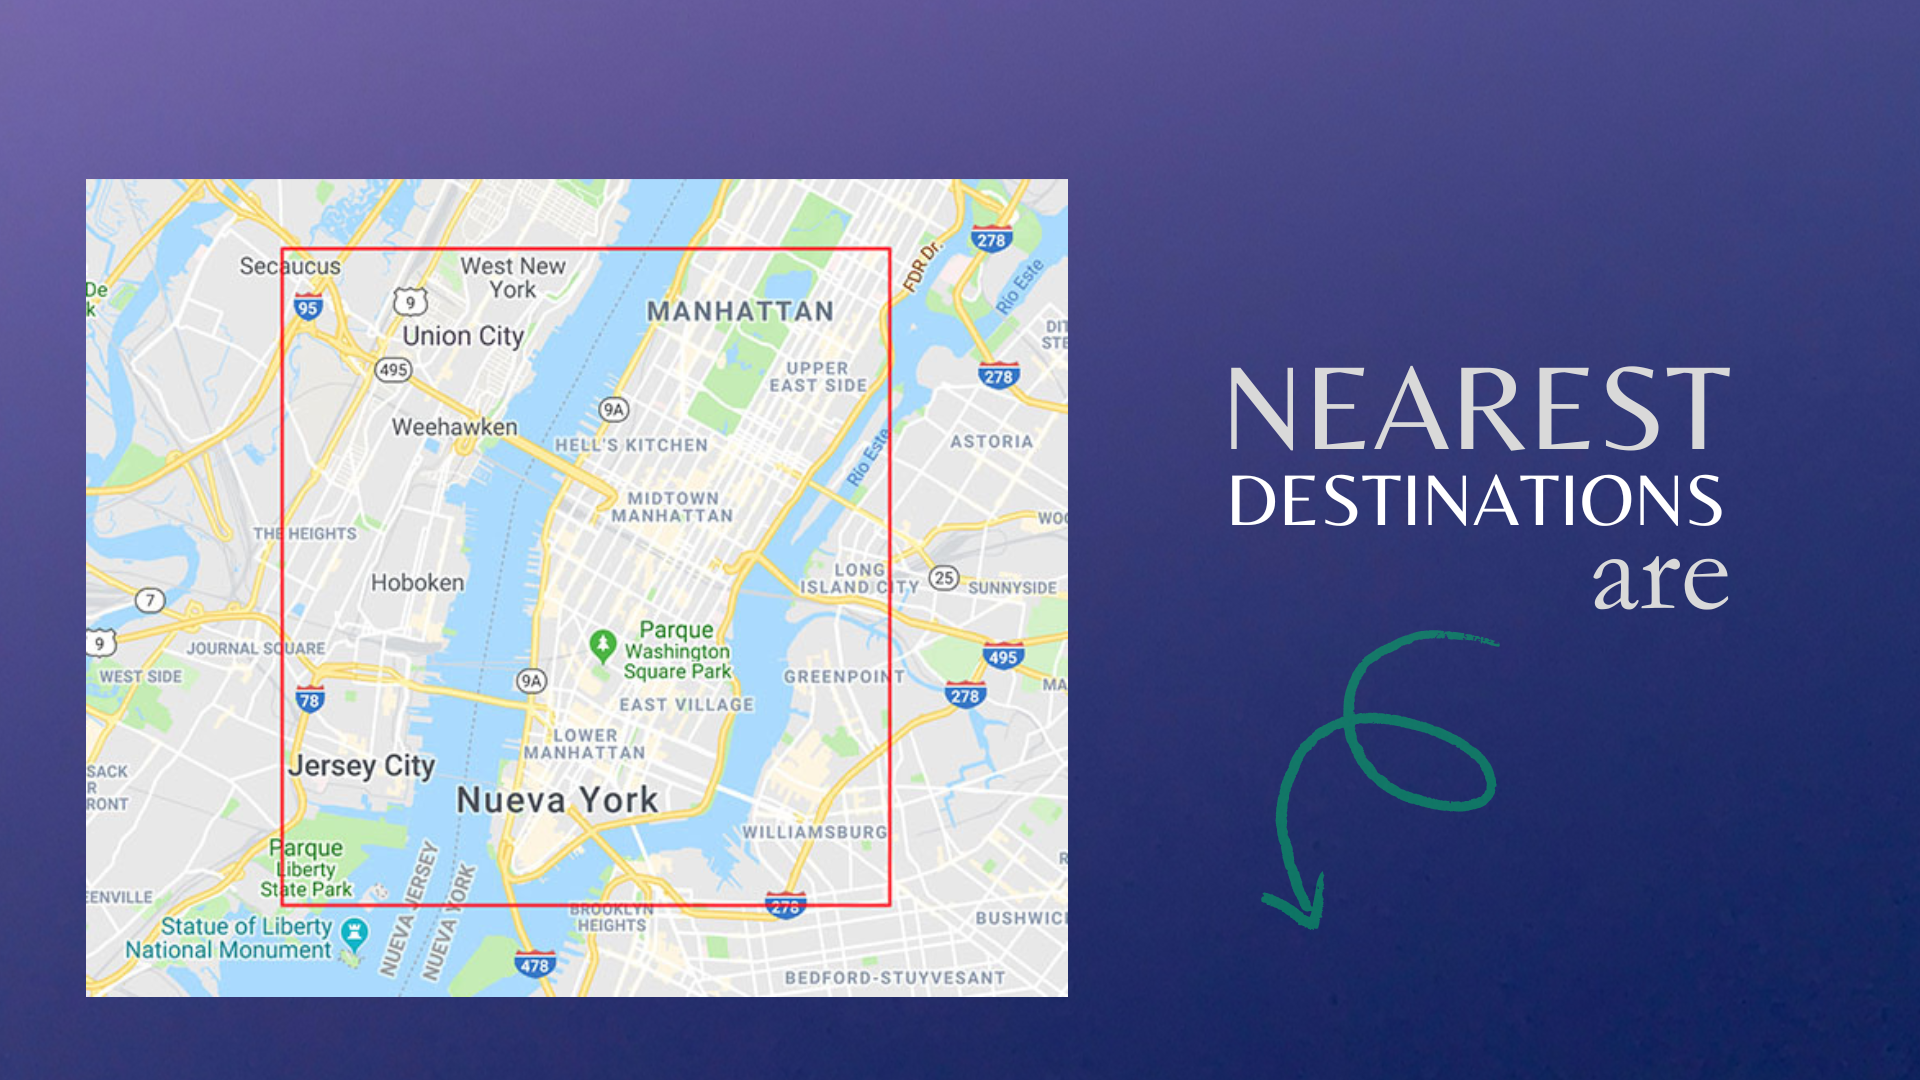 278
FDR Dr.
Secaucus
West New
York
Río Este
De
k
95
9
MANHATTAN
Union City
495
UPPER
EAST SIDE
278
9A
Weehawken
HELL'S KITCHEN
ASTORIA
Río Este
MIDTOWN
MANHATTAN
THE HEIGHTS
LONG
ISLAND CITY
25
SUNNYSIDE
Hoboken
7
9
JOURNAL SQUARE
Parque
Washington
Square Park
495
WEST SIDE
78
9A
GREENPOINT
278
EAST VILLAGE
LOWER
MANHATTAN
Jersey City
Nueva York
WILLIAMSBURG
Parque
Liberty
State Park
NUEVA JERSEY
NUEVA YORK
278
BROOKLYN
HEIGHTS
Statue of Liberty
National Monument
478
BEDFORD-STUYVESANT
NEAREST
DESTINATIONS
are